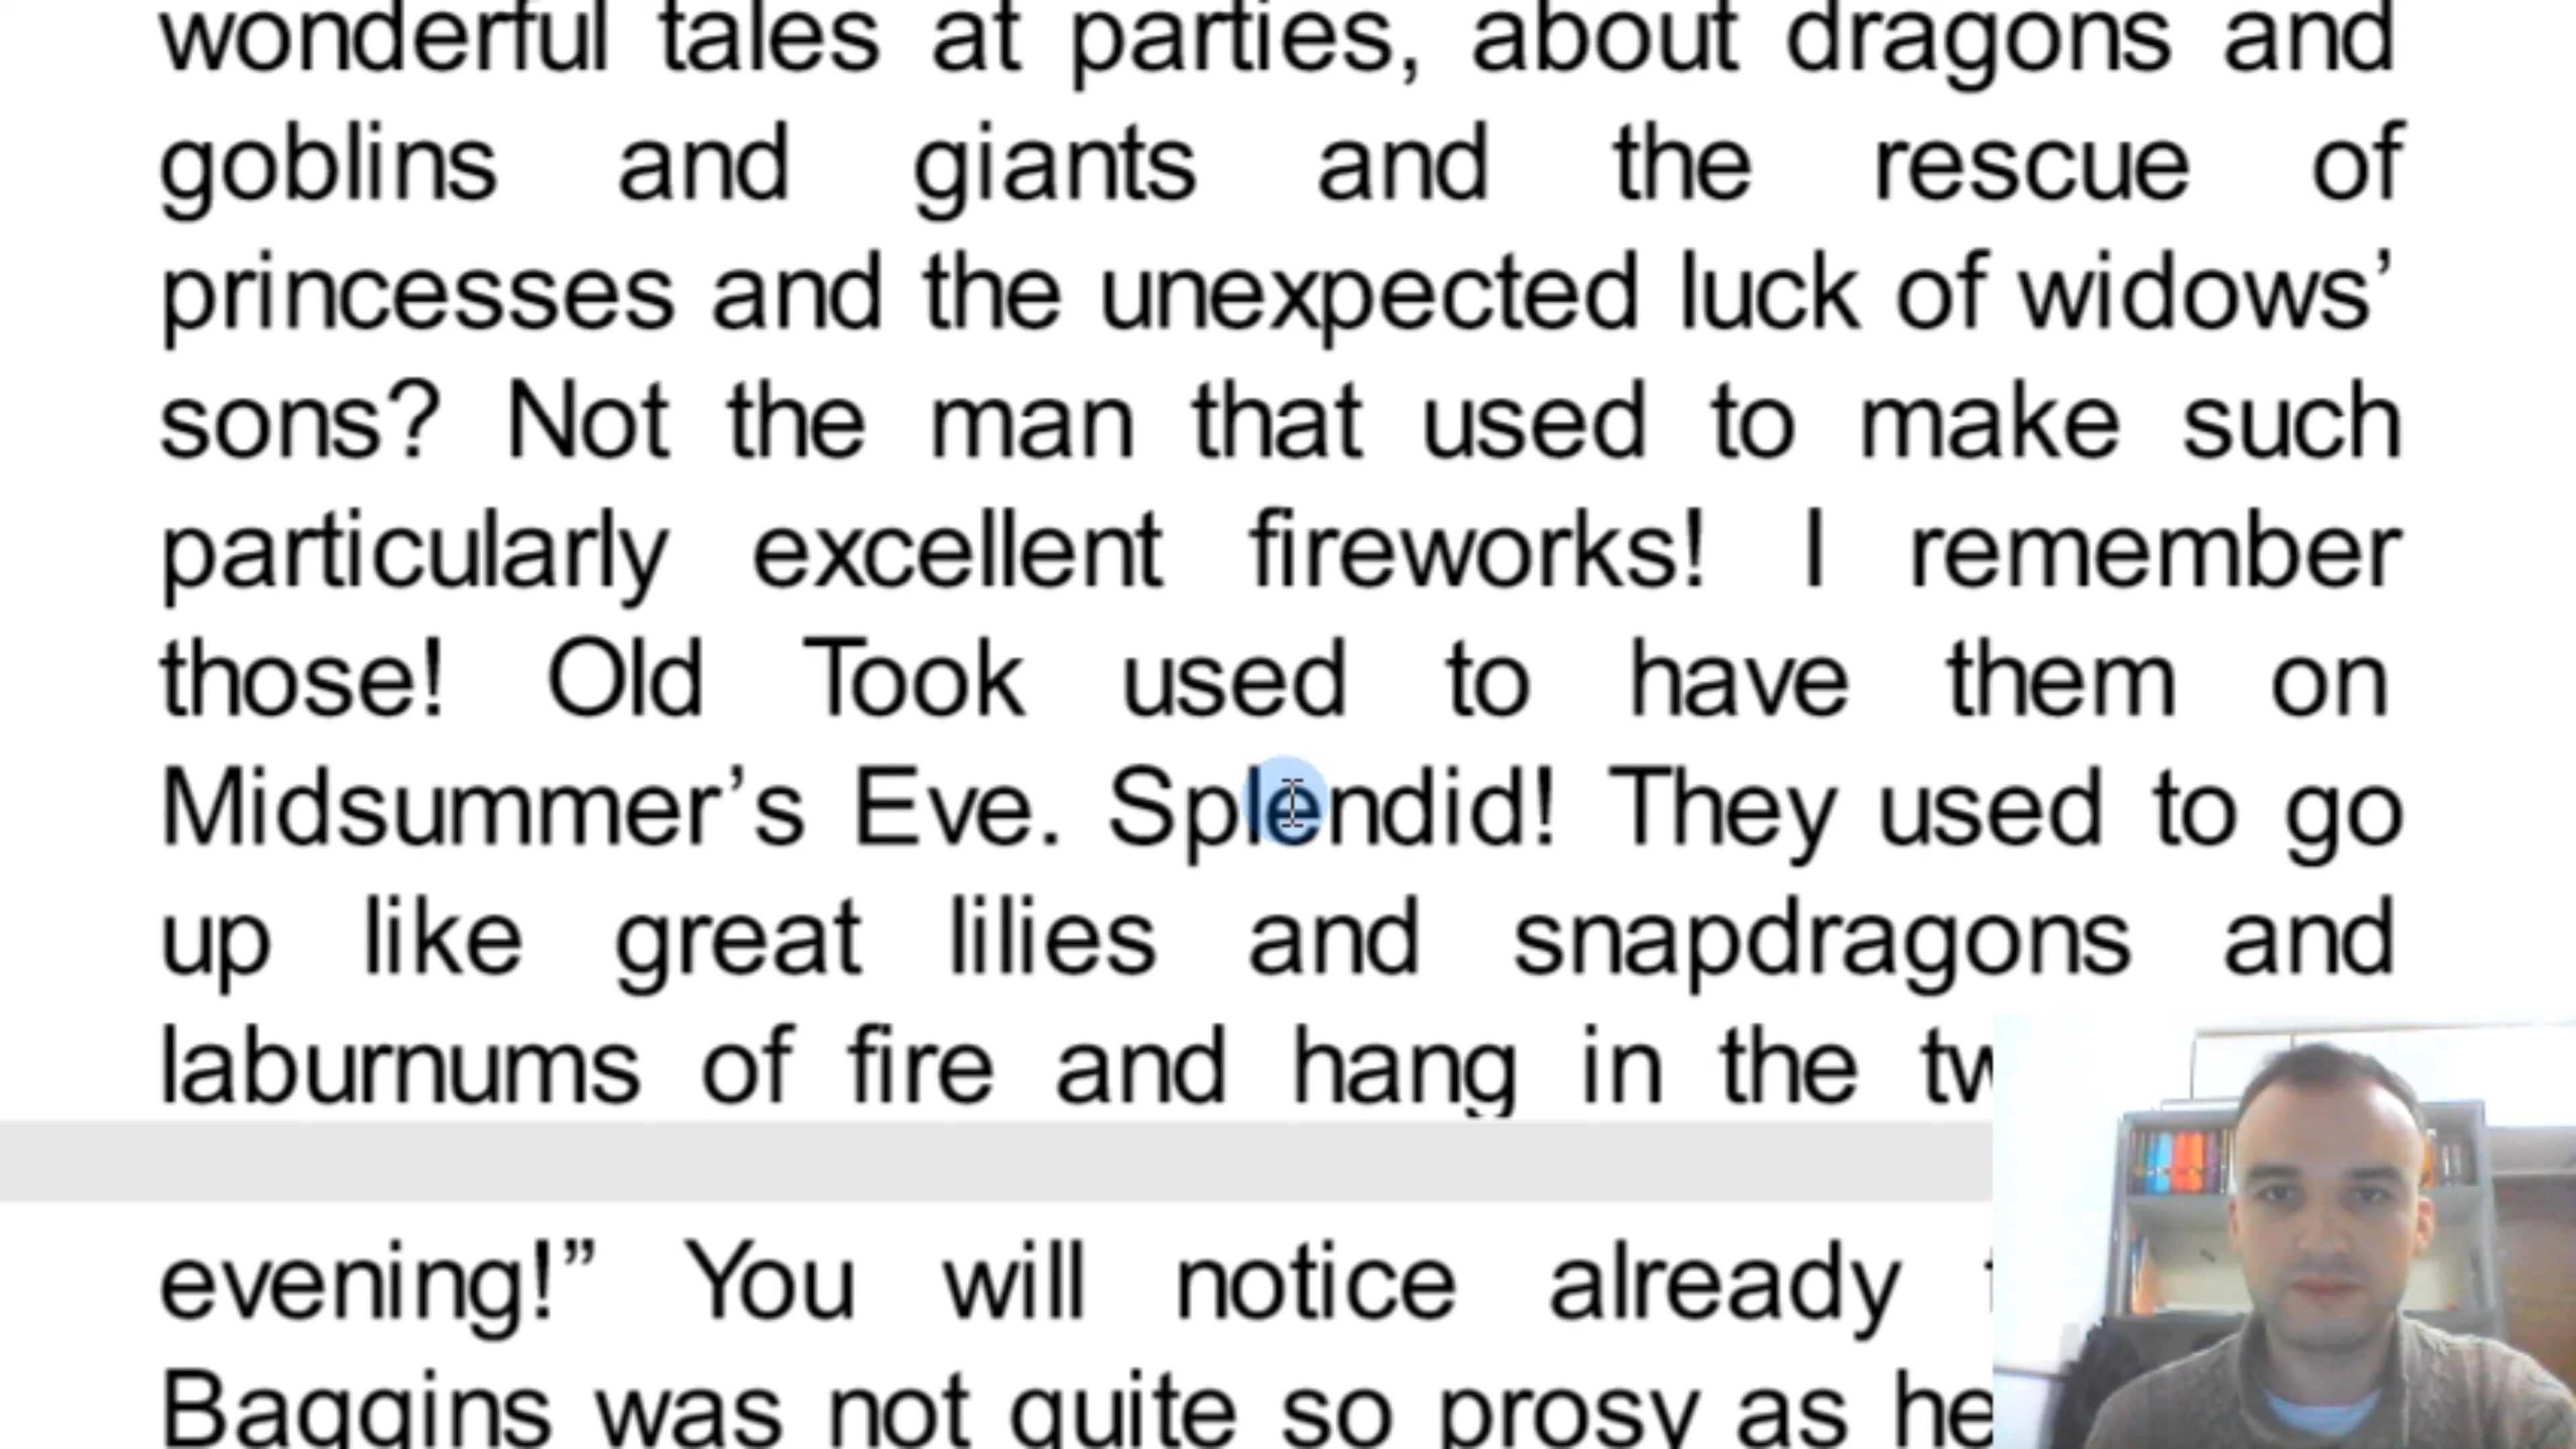 wonderful tales at parties, about dragons and
goblins and giants and the rescue of
princesses and the unexpected luck of widows’
sons? Not the man that used to make such
particularly excellent fireworks! I remember
those! Old Took used to have them on
Midsummer’s Eve. Splendid! They used to go
up like great lilies and snapdragons and
laburnums of fire and hang in the
evening!” You will notice already
Baggins was not quite so prosy as he